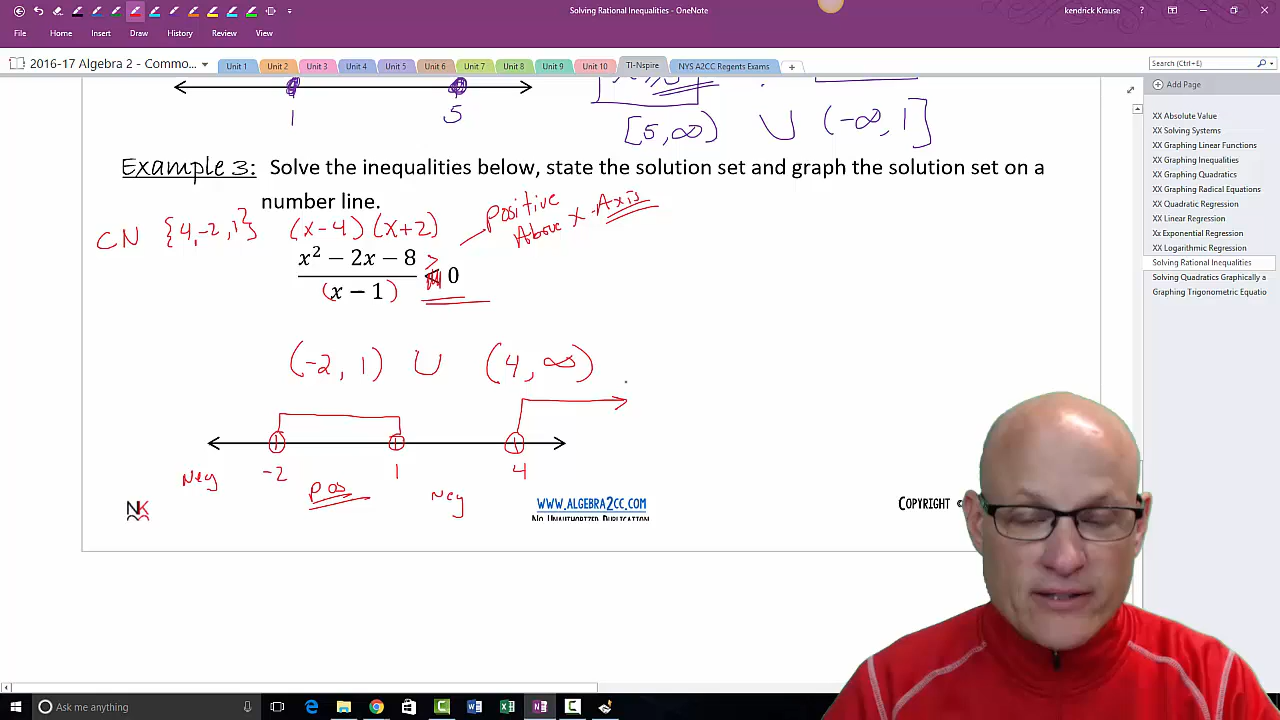 Solving Rational Inequalities - OneNote
kendrick Krause
File Home Insert Draw History Review View
2016-17 Algebra 2 - Commo...
Unit 1 Unit 2 Unit 3 Unit 4 Unit 5 Unit 6 Unit 7 Unit 8 Unit 9 Unit 10 TI-Nspire NYS A2CC Regents Exams
Search (Ctrl+E)
Add Page
XX Absolute Value
XX Solving Systems
XX Graphing Linear Functions
XX Graphing Inequalities
XX Graphing Quadratics
XX Graphing Radical Equations
XX Quadratic Regression
XX Linear Regression
Xx Exponential Regression
XX Logarithmic Regression
Solving Rational Inequalities
Solving Quadratics Graphically a
Graphing Trigonometric Equatio
1 5
[5, ∞) ∪ (-∞, 1]
Example 3: Solve the inequalities below, state the solution set and graph the solution set on a
number line.
CN {4, -2, 1} (x-4)(x+2)
Positive
Above x-Axis
x² − 2x − 8
> 0
(x − 1)
(-2, 1) ∪ (4, ∞)
-2 1 4
Neg pos Neg
NK
WWW.ALGEBRA2CC.COM
No Unauthorized Duplication
Copyright ©
Ask me anything